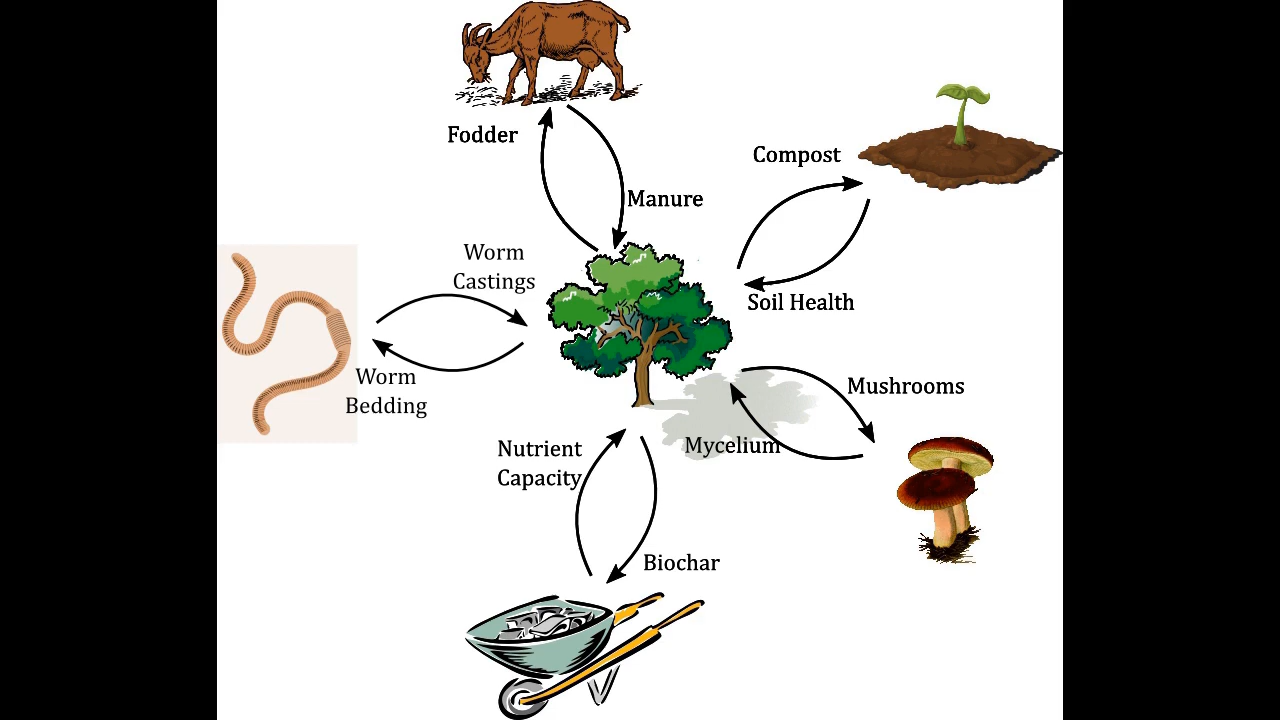 Fodder
Compost
Manure
Worm
Castings
Soil Health
Worm
Bedding
Mushrooms
Nutrient
Capacity
Mycelium
Biochar